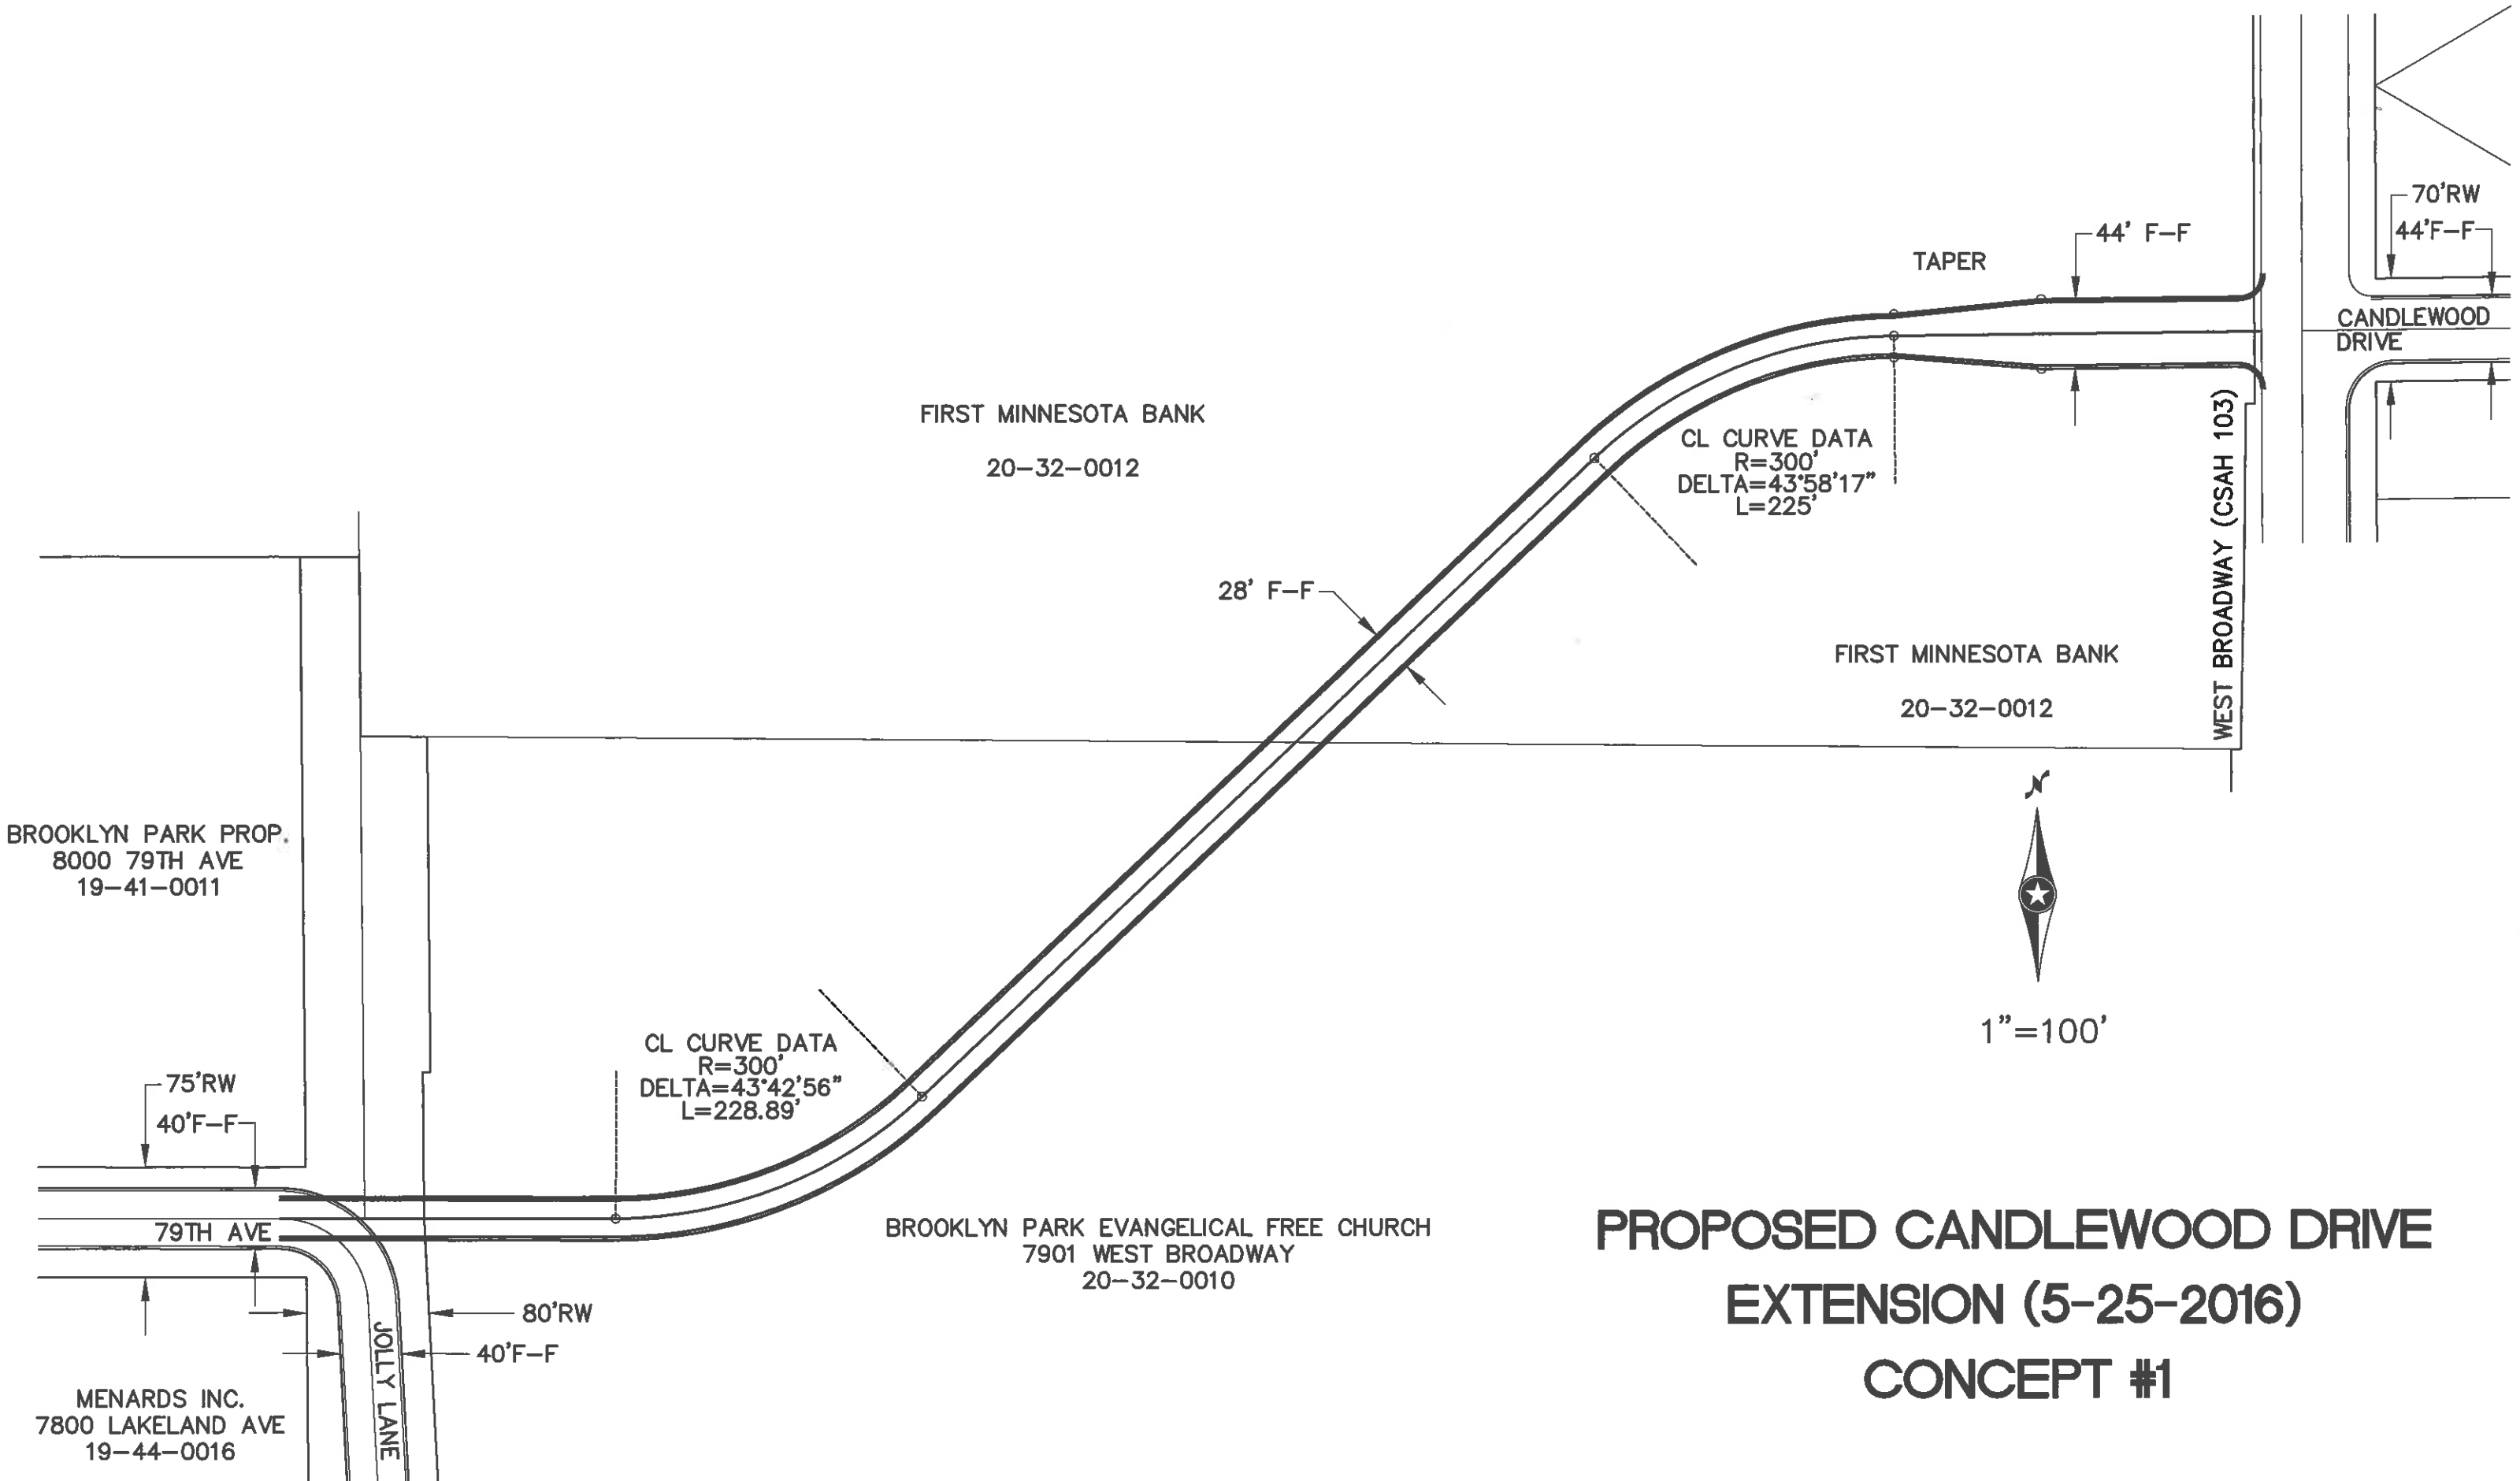 70'RW
44' F-F
44'F-F
TAPER
CANDLEWOOD
DRIVE
FIRST MINNESOTA BANK
20-32-0012
CL CURVE DATA
R=300'
DELTA=43°58'17"
L=225'
WEST BROADWAY (CSAH 103)
28' F-F
FIRST MINNESOTA BANK
20-32-0012
N
1"=100'
BROOKLYN PARK PROP.
8000 79TH AVE
19-41-0011
CL CURVE DATA
R=300'
DELTA=43°42'56"
L=228.89'
75'RW
40'F-F
79TH AVE
BROOKLYN PARK EVANGELICAL FREE CHURCH
7901 WEST BROADWAY
20-32-0010
80'RW
40'F-F
JOLLY LANE
MENARDS INC.
7800 LAKELAND AVE
19-44-0016
PROPOSED CANDLEWOOD DRIVE
EXTENSION (5-25-2016)
CONCEPT #1